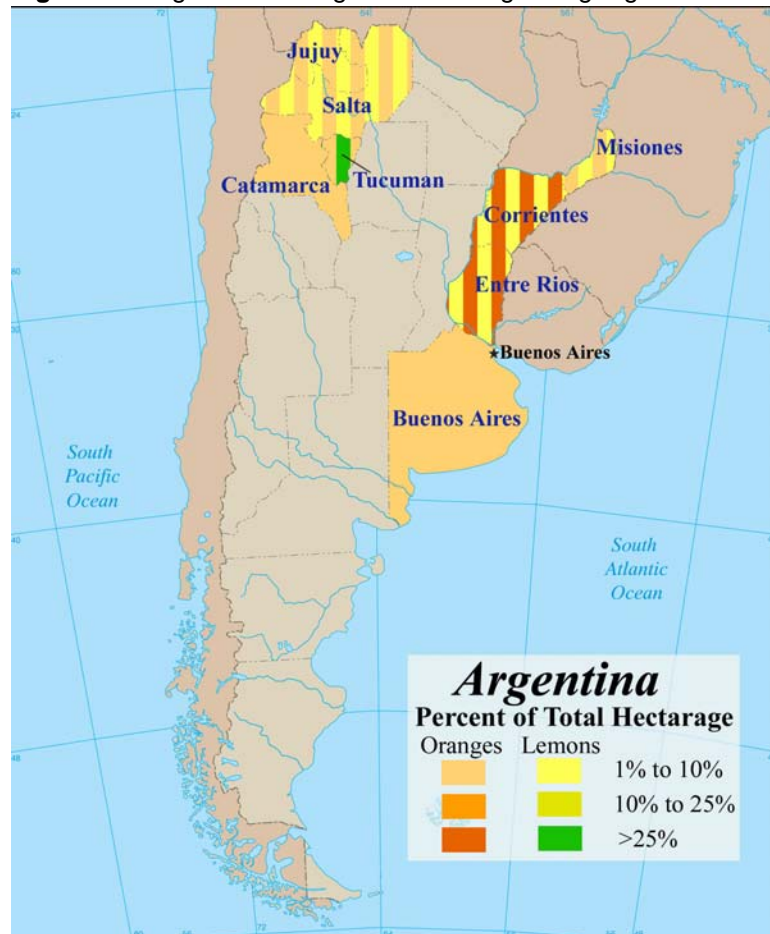 Jujuy
Salta
Misiones
Catamarca
Tucuman
Corrientes
Entre Rios
★Buenos Aires
Buenos Aires
South
Pacific
Ocean
South
Atlantic
Ocean
Argentina
Percent of Total Hectarage
Oranges Lemons
1% to 10%
10% to 25%
>25%